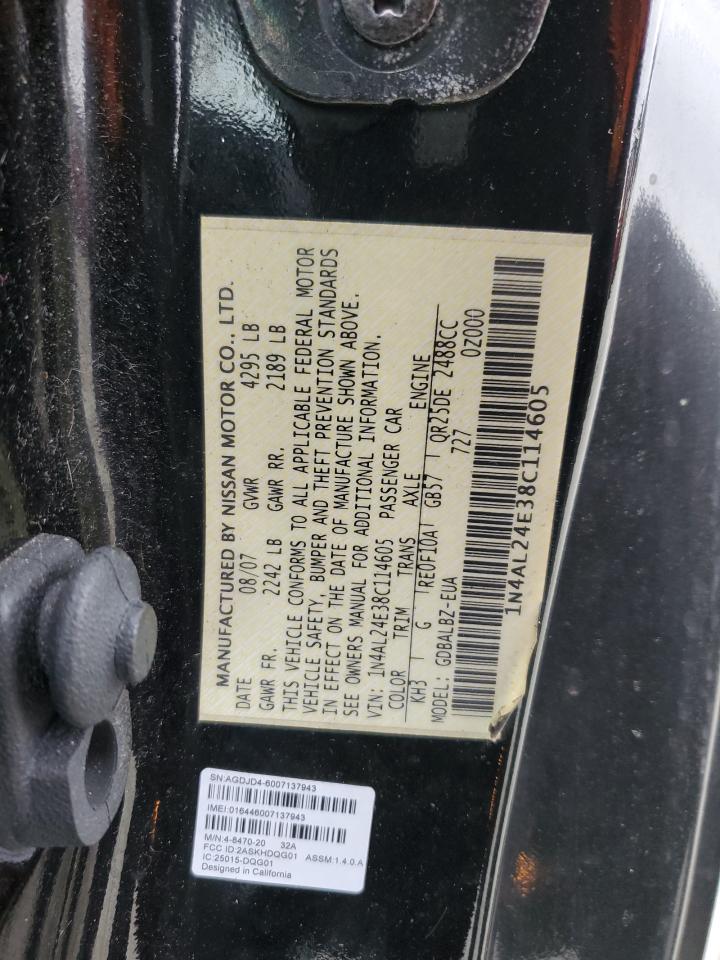 MANUFACTURED BY NISSAN MOTOR CO., LTD.
DATE 08/07 GVWR 4295 LB
GAWR FR. 2242 LB GAWR RR. 2189 LB
THIS VEHICLE CONFORMS TO ALL APPLICABLE FEDERAL MOTOR
VEHICLE SAFETY, BUMPER AND THEFT PREVENTION STANDARDS
IN EFFECT ON THE DATE OF MANUFACTURE SHOWN ABOVE.
SEE OWNERS MANUAL FOR ADDITIONAL INFORMATION.
VIN: 1N4AL24E38C114605 PASSENGER CAR
COLOR TRIM TRANS AXLE ENGINE
KH3 G RE0F10A GB57 QR25DE 2488CC
MODEL: GDBALBZ-EUA 727 0Z000
1N4AL24E38C114605
SN:AGDJD4-6007137943
IMEI:016446007137943
M/N:4-8470-20 32A
FCC ID:2ASKHDQG01 ASSM:1.4.0.A
IC:25015-DQG01
Designed in California